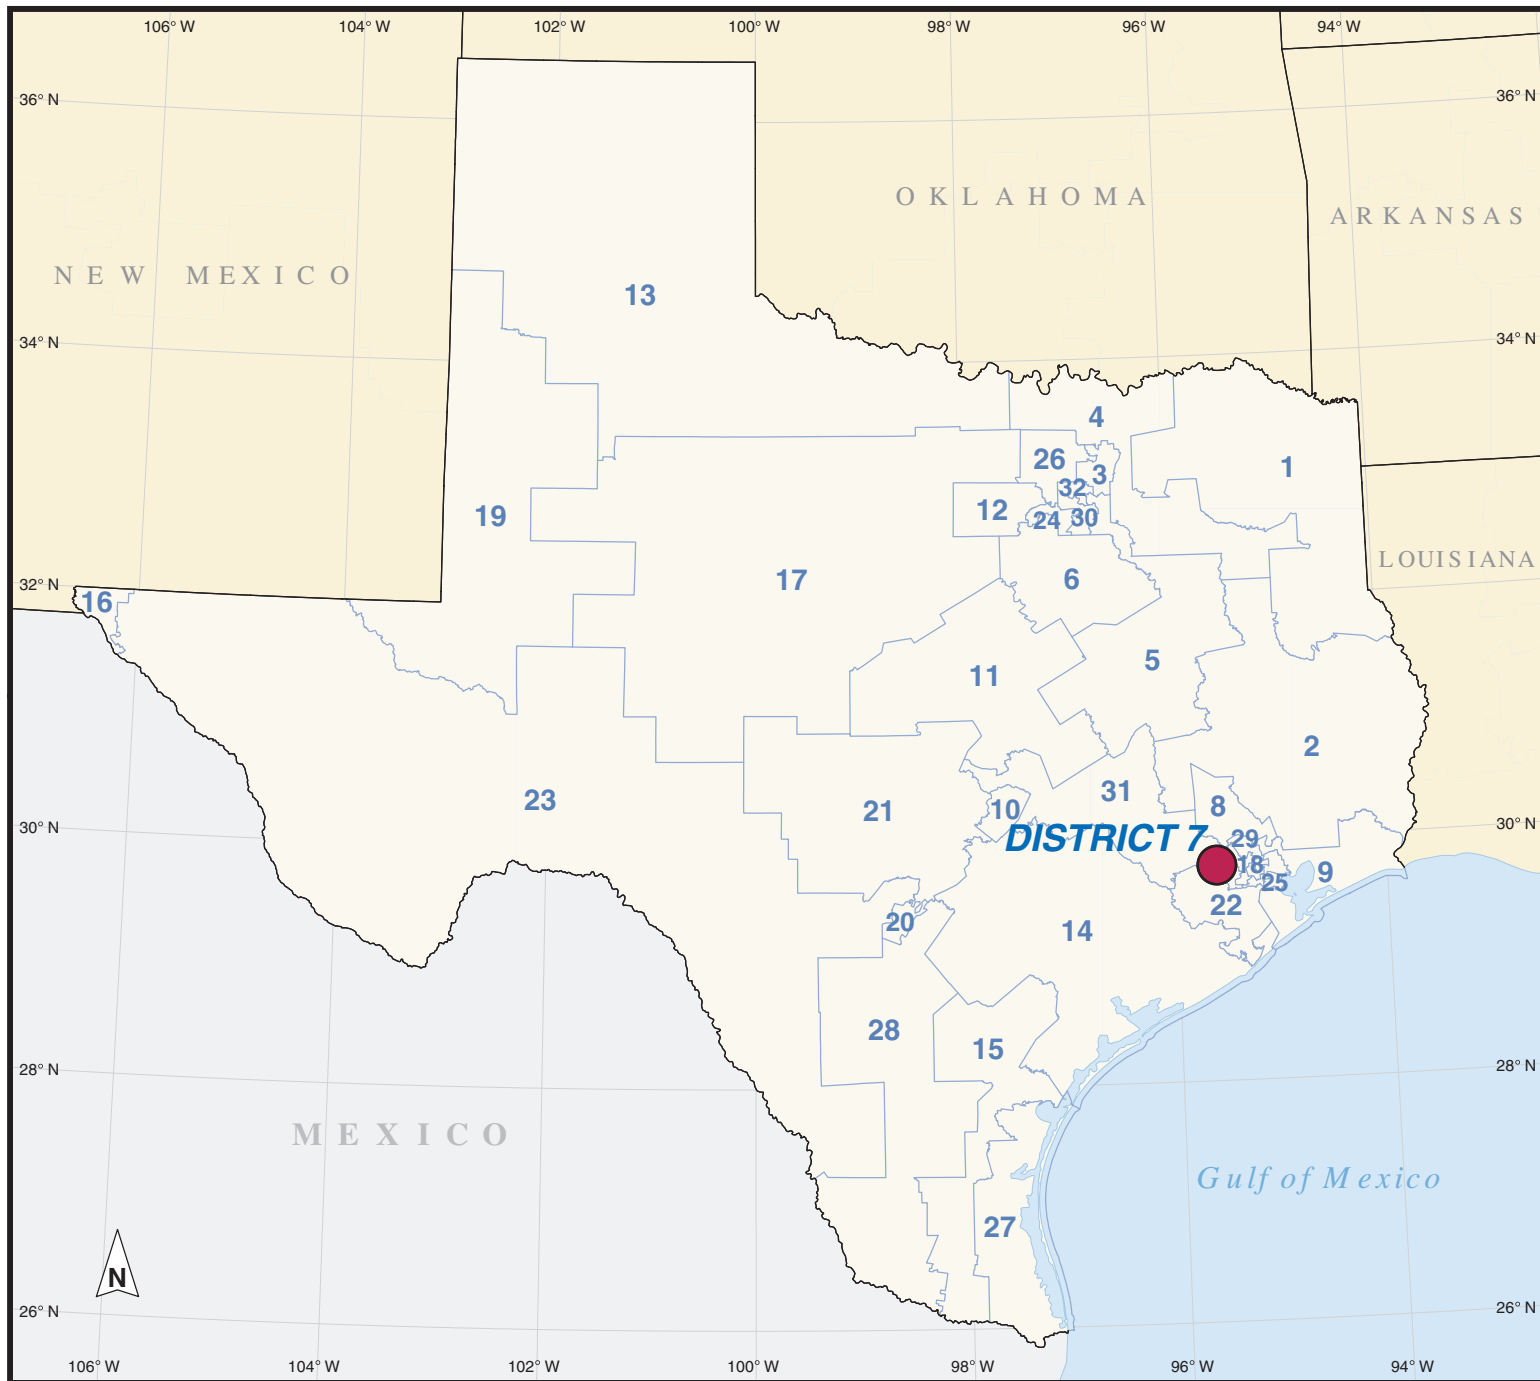 106° W 104° W 102° W 100° W 98° W 96° W 94° W
36° N 36° N
OKLAHOMA
ARKANSAS
NEW MEXICO
13
34° N 34° N
4
26 3 1
32
19 12 24 30
LOUISIANA
32° N 17 6
16
5
11
2
23 21 10 31 8
30° N DISTRICT 7 29 30° N
18 9
25
22
20 14
28 15
28° N 28° N
MEXICO
Gulf of Mexico
27
N
26° N 26° N
106° W 104° W 102° W 100° W 98° W 96° W 94° W